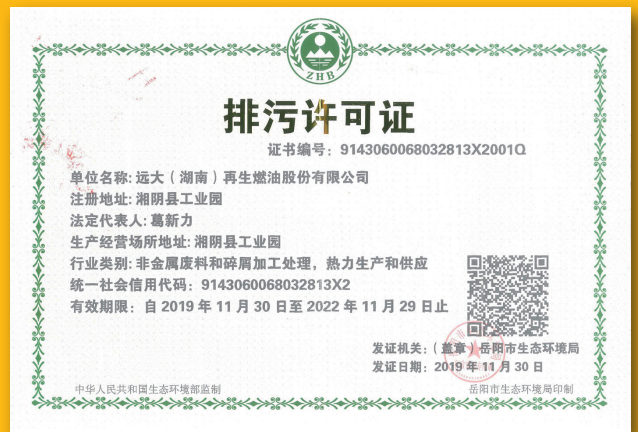 ZHB
排污许可证
证书编号：9143060068032813X2001Q
单位名称：远大（湖南）再生燃油股份有限公司
注册地址：湘阴县工业园
法定代表人：葛新力
生产经营场所地址：湘阴县工业园
行业类别：非金属废料和碎屑加工处理，热力生产和供应
统一社会信用代码：9143060068032813X2
有效期限：自 2019 年 11 月 30 日至 2022 年 11 月 29 日止
发证机关：（盖章）岳阳市生态环境局
发证日期：2019 年 11 月 30 日
中华人民共和国生态环境部监制
岳阳市生态环境局印制